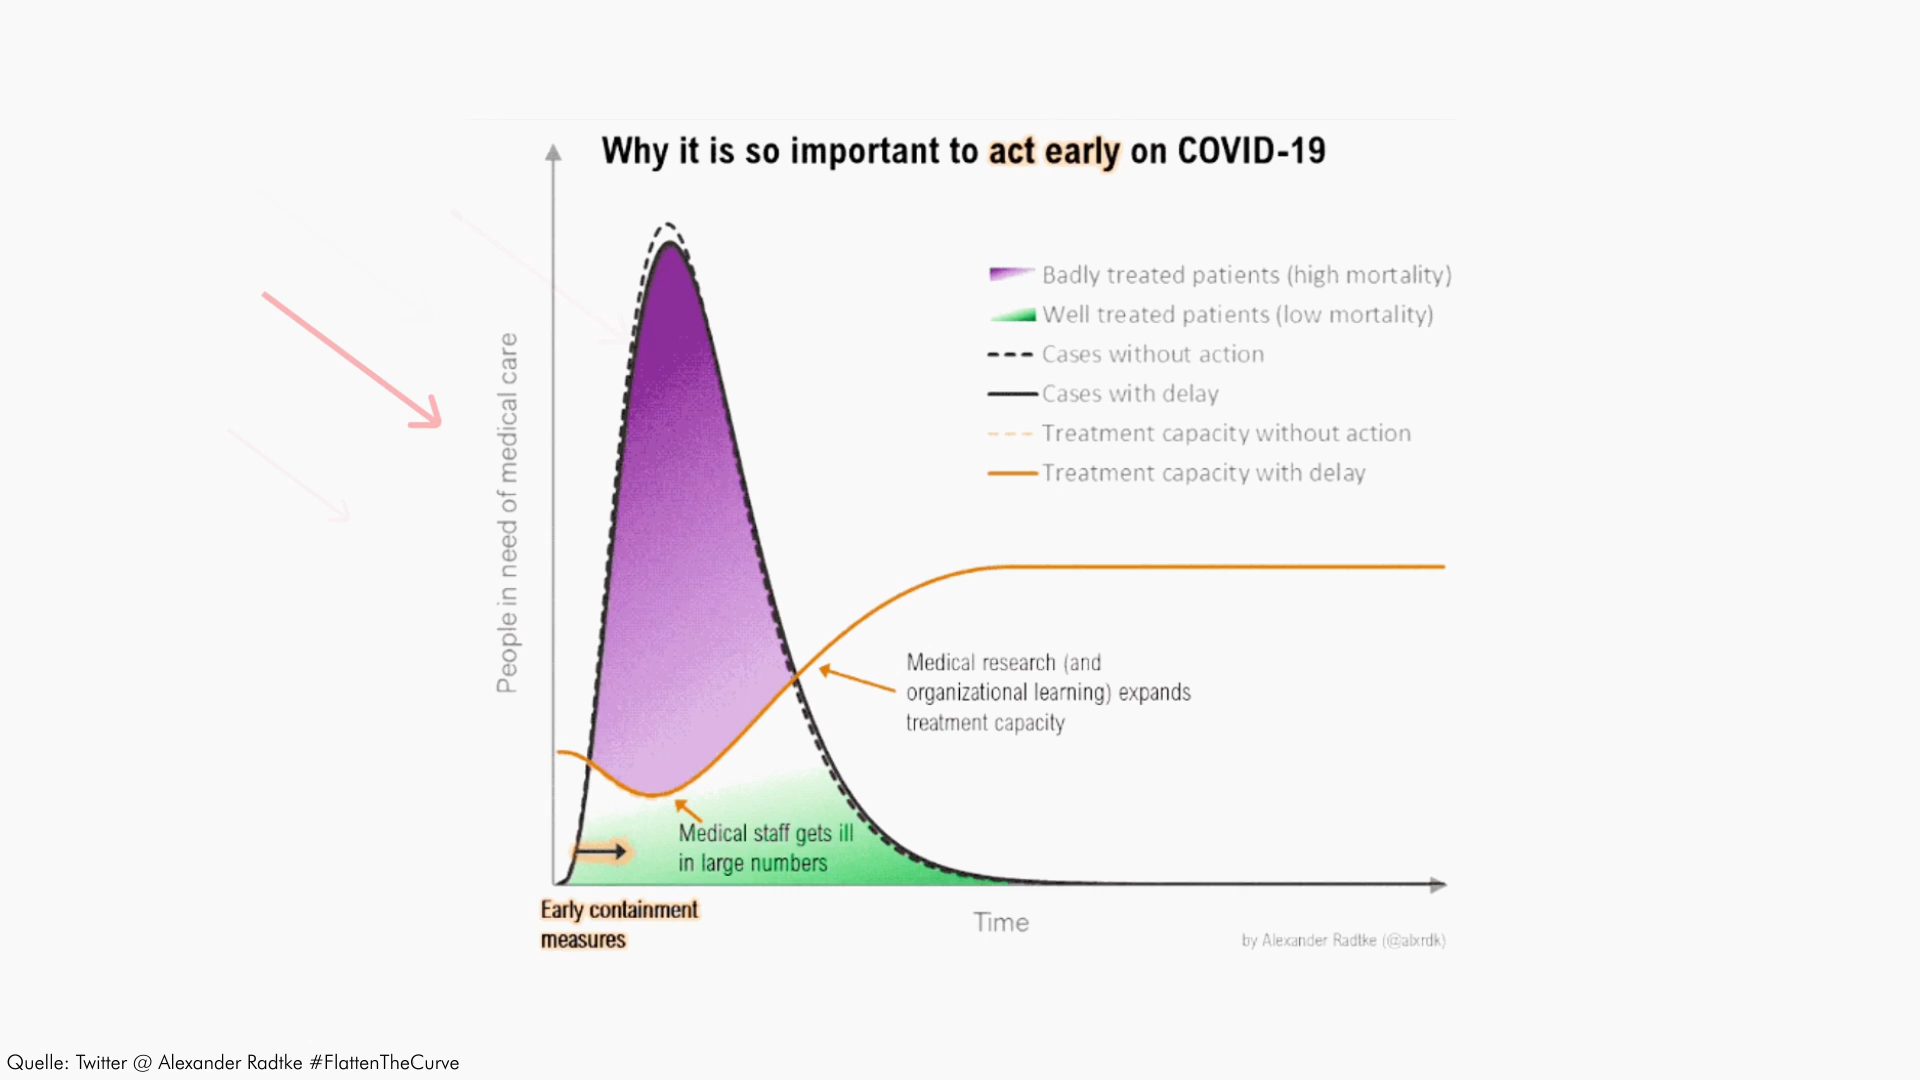 Why it is so important to act early on COVID-19
Badly treated patients (high mortality)
Well treated patients (low mortality)
Cases without action
Cases with delay
Treatment capacity without action
Treatment capacity with delay
People in need of medical care
Medical research (and
organizational learning) expands
treatment capacity
Medical staff gets ill
in large numbers
Early containment
measures
Time
by Alexander Radtke (@alxrdk)
Quelle: Twitter @ Alexander Radtke #FlattenTheCurve